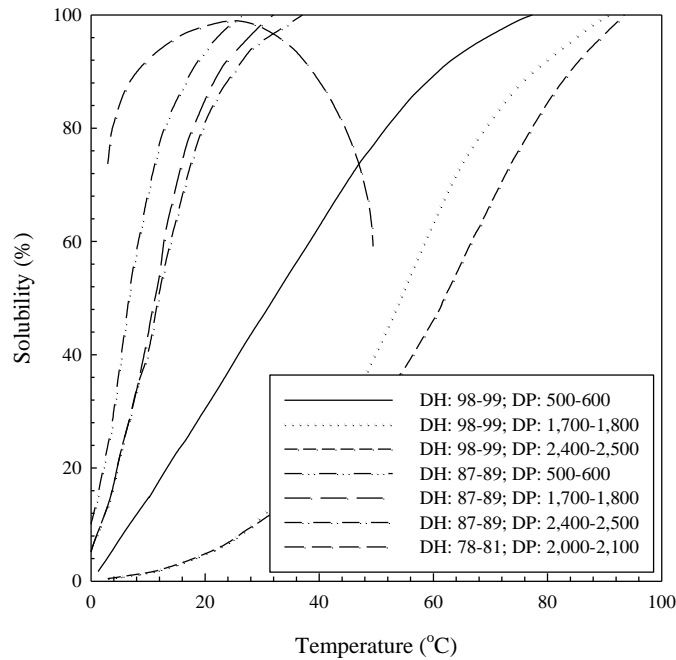 100
80
60
40
20
0
Solubility (%)
DH: 98-99; DP: 500-600
DH: 98-99; DP: 1,700-1,800
DH: 98-99; DP: 2,400-2,500
DH: 87-89; DP: 500-600
DH: 87-89; DP: 1,700-1,800
DH: 87-89; DP: 2,400-2,500
DH: 78-81; DP: 2,000-2,100
0 20 40 60 80 100
Temperature (°C)